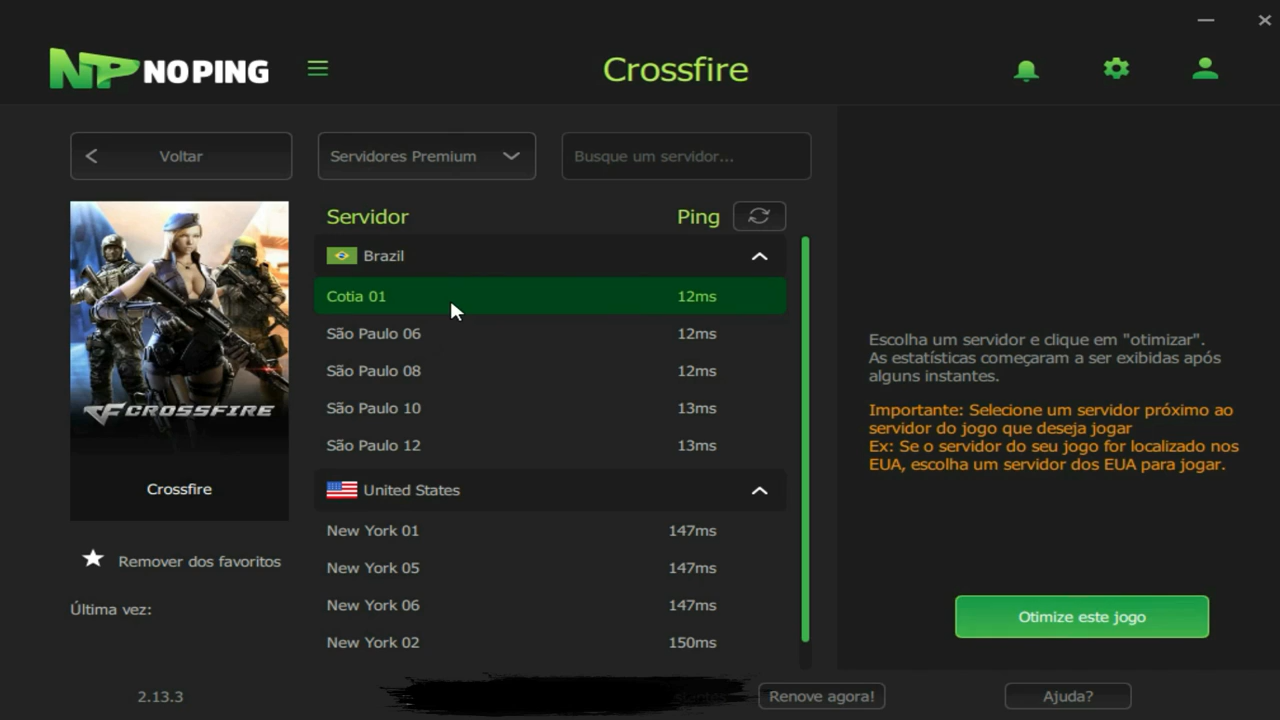 NP NOPING
Crossfire
Voltar
Servidores Premium
Busque um servidor...
Servidor Ping
Brazil
Cotia 01 12ms
São Paulo 06 12ms
São Paulo 08 12ms
São Paulo 10 13ms
São Paulo 12 13ms
United States
New York 01 147ms
New York 05 147ms
New York 06 147ms
New York 02 150ms
CF CROSSFIRE
Crossfire
Remover dos favoritos
Última vez:
Escolha um servidor e clique em "otimizar".
As estatísticas começaram a ser exibidas após
alguns instantes.
Importante: Selecione um servidor próximo ao
servidor do jogo que deseja jogar
Ex: Se o servidor do seu jogo for localizado nos
EUA, escolha um servidor dos EUA para jogar.
Otimize este jogo
2.13.3
Renove agora!
Ajuda?